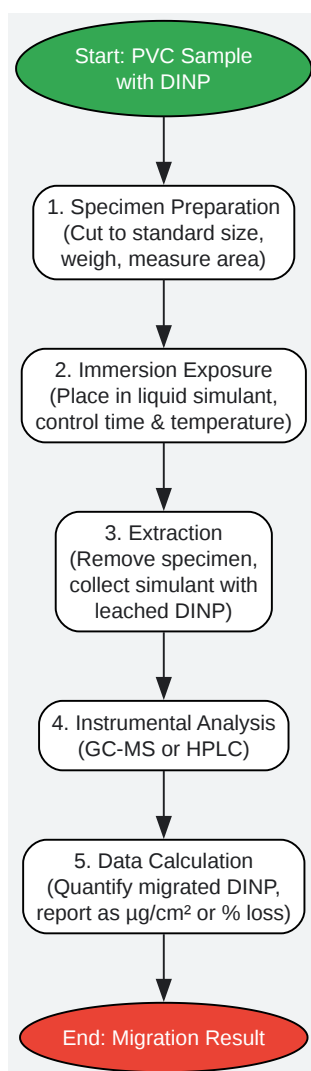 Start: PVC Sample
with DINP
1. Specimen Preparation
(Cut to standard size,
weigh, measure area)
2. Immersion Exposure
(Place in liquid simulant,
control time & temperature)
3. Extraction
(Remove specimen,
collect simulant with
leached DINP)
4. Instrumental Analysis
(GC-MS or HPLC)
5. Data Calculation
(Quantify migrated DINP,
report as µg/cm² or % loss)
End: Migration Result